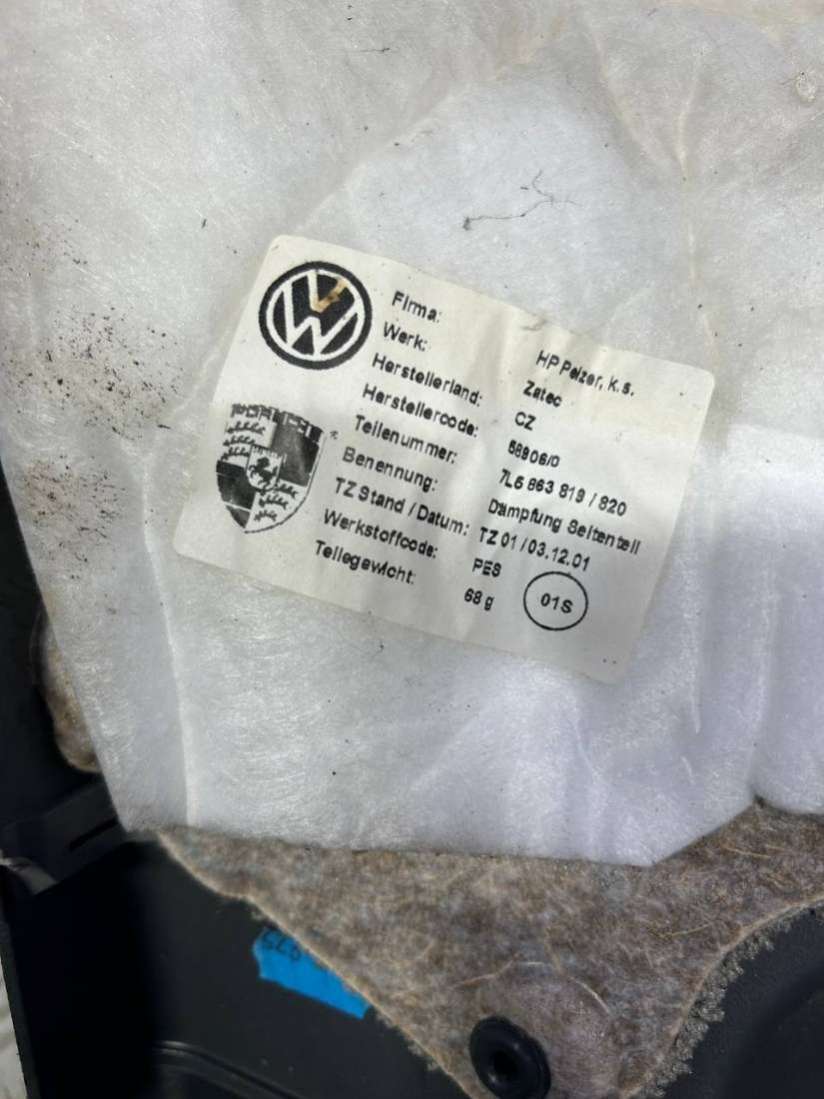 Firma: HP Pelzer, k.s.
Werk: Zatec
Herstellerland: CZ
Herstellercode: 58906/0
Teilenummer: 7L6 863 819 / 820
Benennung: Dämpfung Seitenteil
TZ Stand / Datum: TZ 01 / 03.12.01
Werkstoffcode: PES
Teilegewicht: 68 g
01S